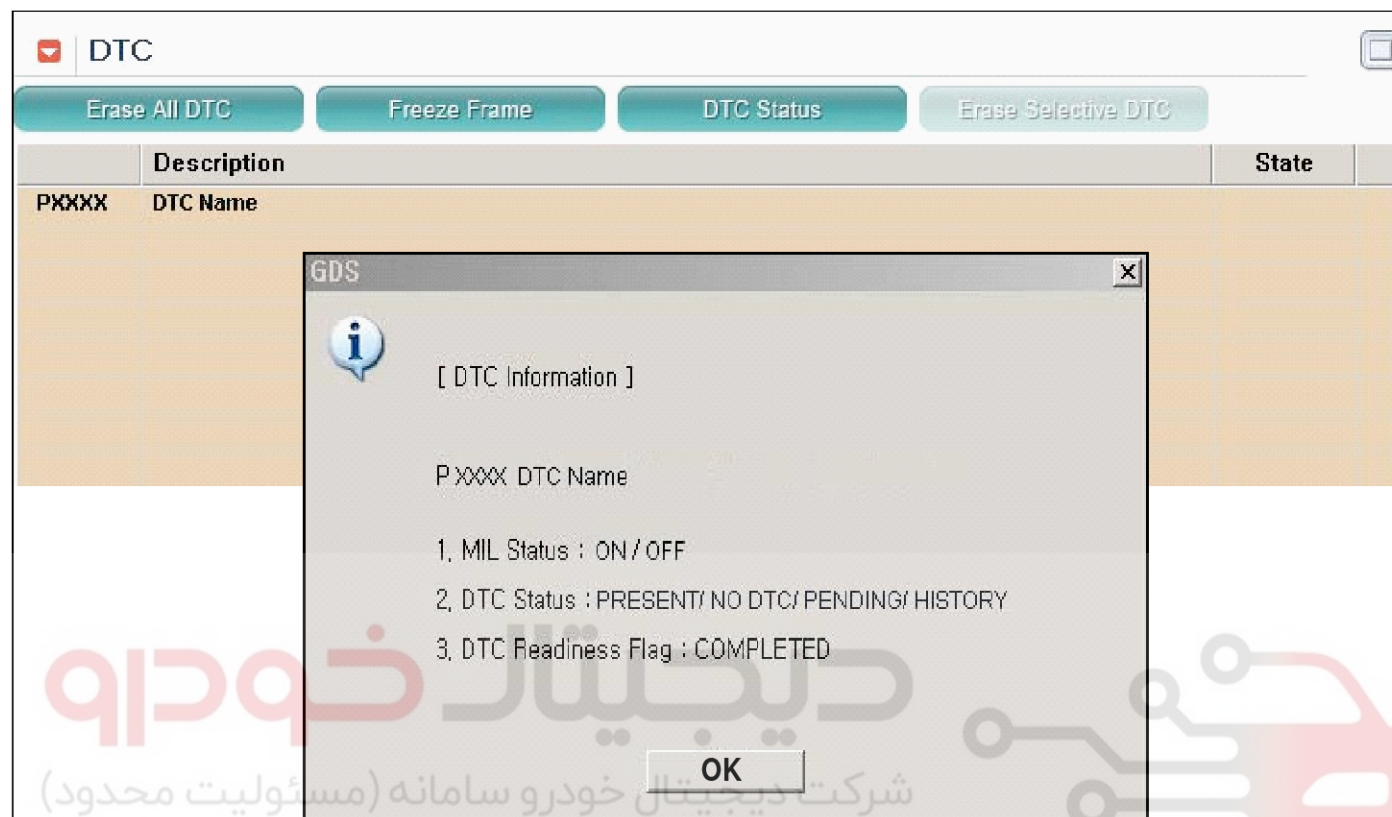 DTC
Erase All DTC
Freeze Frame
DTC Status
Erase Selective DTC
Description
State
PXXXX DTC Name
GDS
[ DTC Information ]
PXXXX DTC Name
1, MIL Status : ON / OFF
2, DTC Status : PRESENT/ NO DTC/ PENDING/ HISTORY
3, DTC Readiness Flag : COMPLETED
دیجیتال خودرو
OK
شرکت دیجیتال خودرو سامانه (مسئولیت محدود)